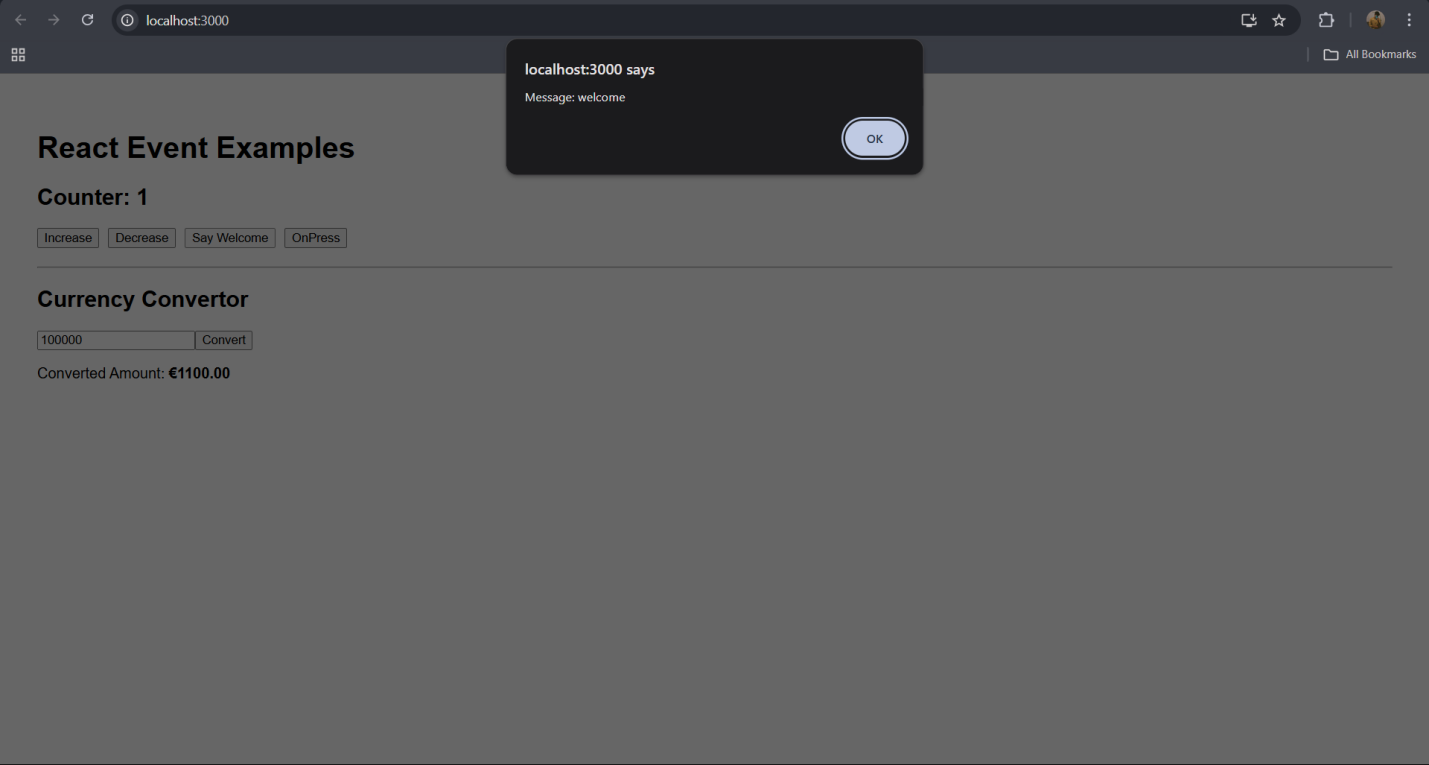 localhost:3000
All Bookmarks
localhost:3000 says
Message: welcome
OK
React Event Examples
Counter: 1
Increase Decrease Say Welcome OnPress
Currency Convertor
100000 Convert
Converted Amount: €1100.00